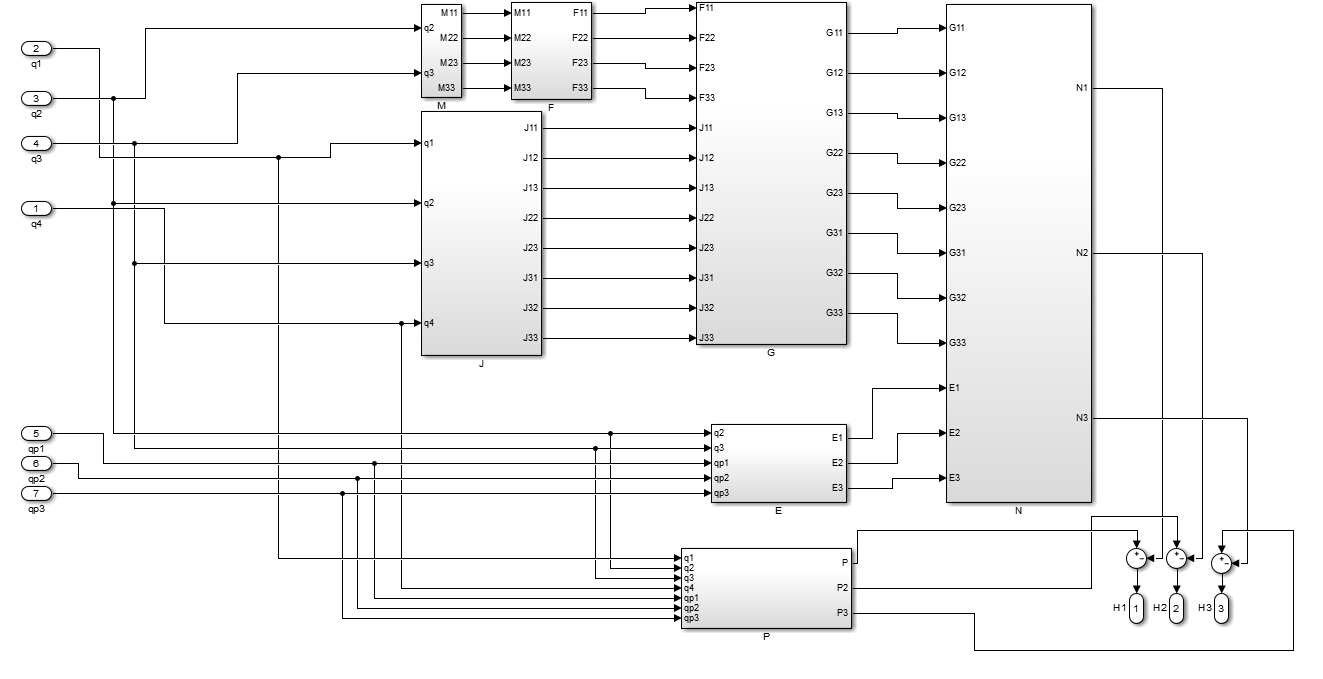 2
q1
3
q2
4
q3
1
q4
5
qp1
6
qp2
7
qp3
q2
q3
M11
M22
M23
M33
M
M11
M22
M23
M33
F11
F22
F23
F33
F
q1
q2
q3
q4
J11
J12
J13
J22
J23
J31
J32
J33
J
F11
F22
F23
F33
J11
J12
J13
J22
J23
J31
J32
J33
G11
G12
G13
G22
G23
G31
G32
G33
G
q2
q3
qp1
qp2
qp3
E1
E2
E3
E
G11
G12
G13
G22
G23
G31
G32
G33
E1
E2
E3
N1
N2
N3
N
q1
q2
q3
q4
qp1
qp2
qp3
P
P2
P3
P
+-
+-
+-
H1 1
H2 2
H3 3